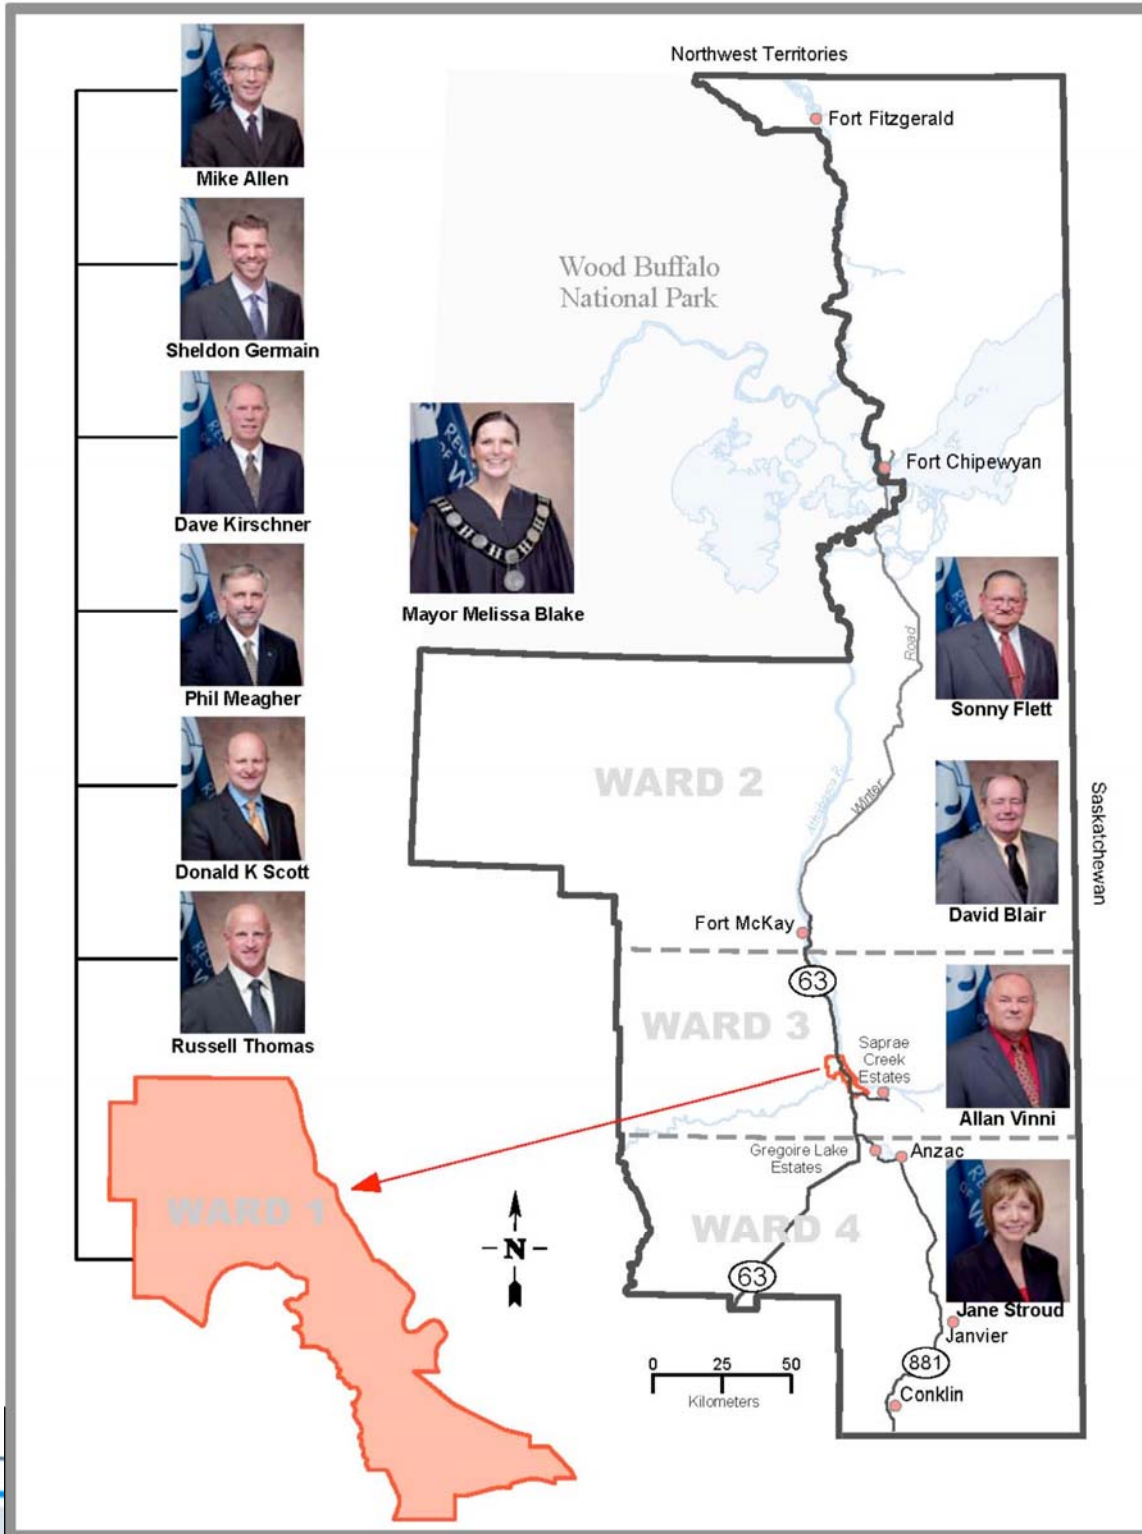 Northwest Territories
Fort Fitzgerald
Mike Allen
Wood Buffalo
National Park
Sheldon Germain
Fort Chipewyan
Dave Kirschner
Mayor Melissa Blake
Road
Phil Meagher
Sonny Flett
WARD 2
Athabasca R.
Winter
Saskatchewan
Donald K Scott
David Blair
Fort McKay
63
WARD 3
Saprae
Creek
Estates
Russell Thomas
Allan Vinni
Gregoire Lake
Estates
Anzac
WARD 1
WARD 4
N
63
Jane Stroud
Janvier
0 25 50
Kilometers
881
Conklin